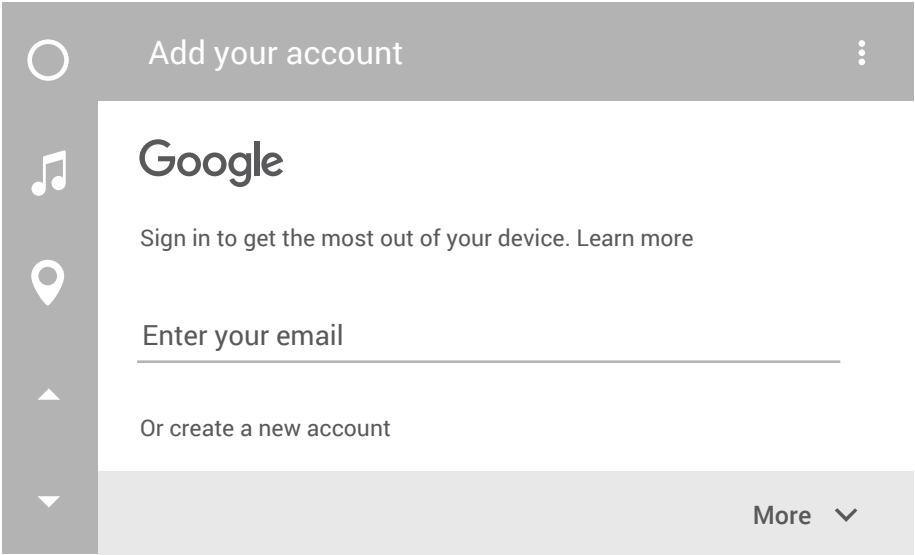 Add your account
Google
Sign in to get the most out of your device. Learn more
Enter your email
Or create a new account
More